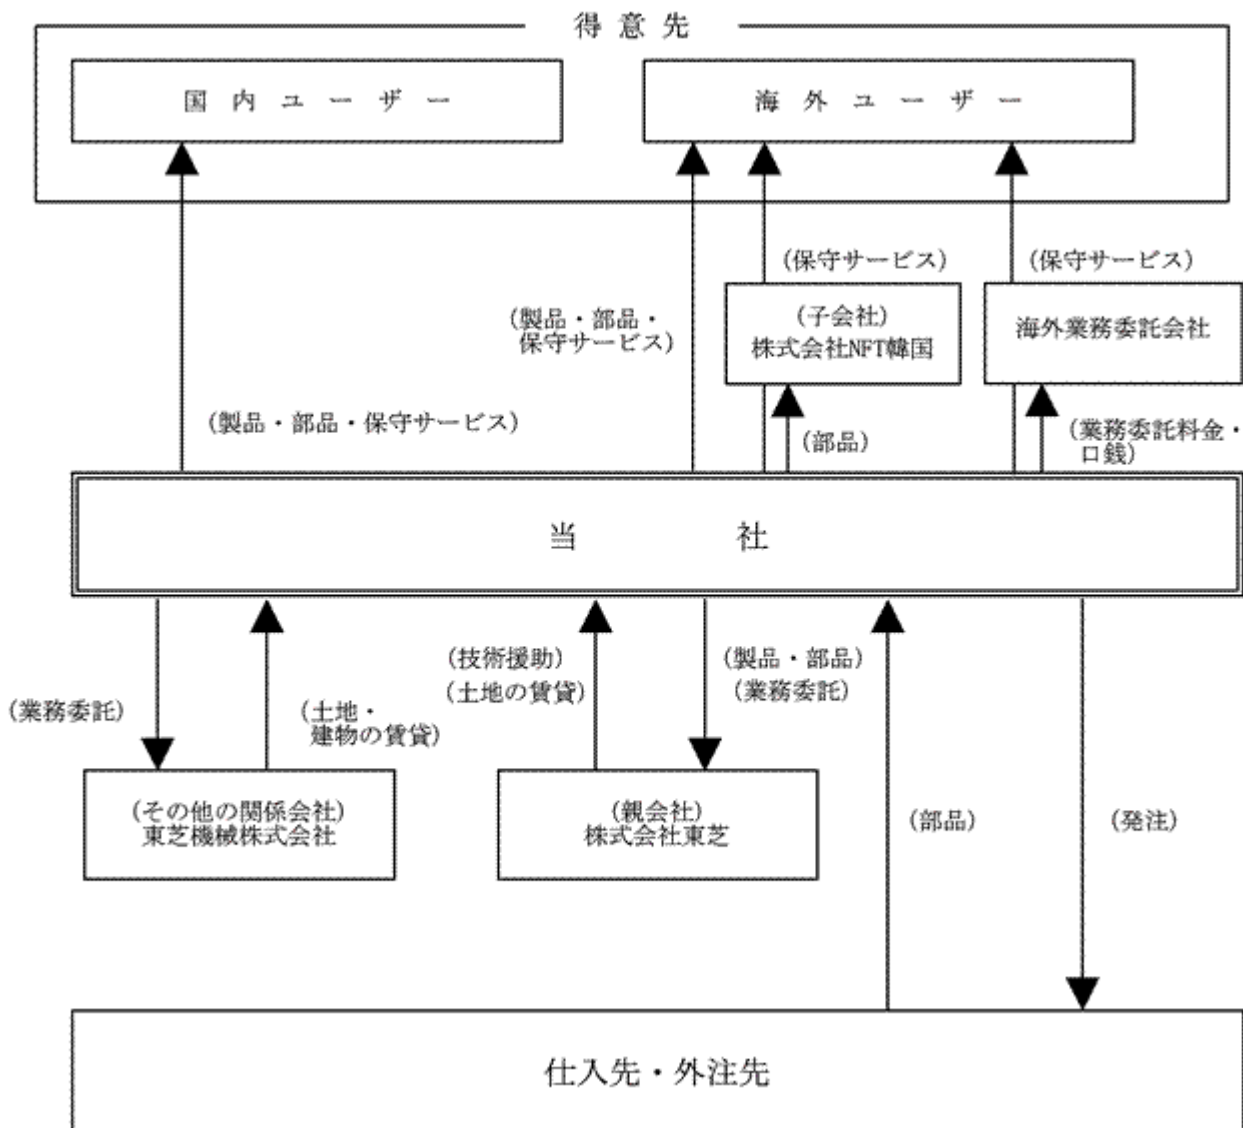 得意先
国内ユーザー
海外ユーザー
(保守サービス)
(保守サービス)
(製品・部品・
保守サービス)
(子会社)
株式会社NFT韓国
海外業務委託会社
(製品・部品・保守サービス)
(部品)
(業務委託料金・
口銭)
当社
(業務委託)
(土地・
建物の賃貸)
(技術援助)
(土地の賃貸)
(製品・部品)
(業務委託)
(その他の関係会社)
東芝機械株式会社
(親会社)
株式会社東芝
(部品)
(発注)
仕入先・外注先